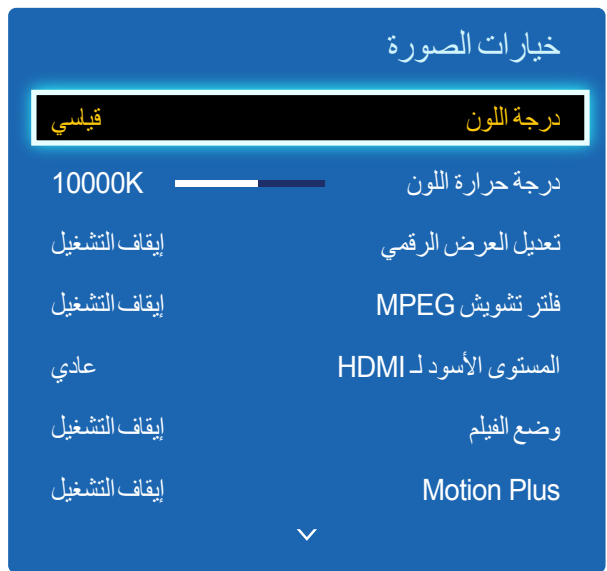 خيارات الصورة
درجة اللون قياسي
درجة حرارة اللون 10000K
تعديل العرض الرقمي إيقاف التشغيل
فلتر تشويش MPEG إيقاف التشغيل
المستوى الأسود لـ HDMI عادي
وضع الفيلم إيقاف التشغيل
Motion Plus إيقاف التشغيل